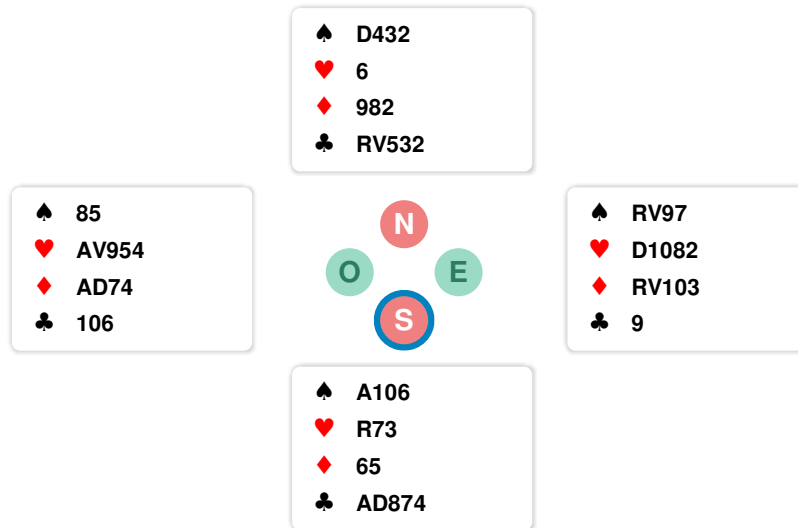 ♠ D432
♥ 6
♦ 982
♣ RV532
♠ 85
♥ AV954
♦ AD74
♣ 106
N
O E
S
♠ RV97
♥ D1082
♦ RV103
♣ 9
♠ A106
♥ R73
♦ 65
♣ AD874